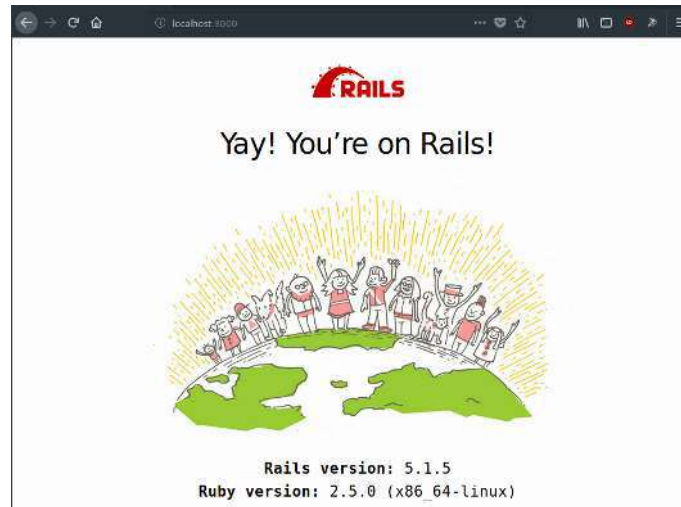 localhost:3000
RAILS
Yay! You're on Rails!
Rails version: 5.1.5
Ruby version: 2.5.0 (x86_64-linux)